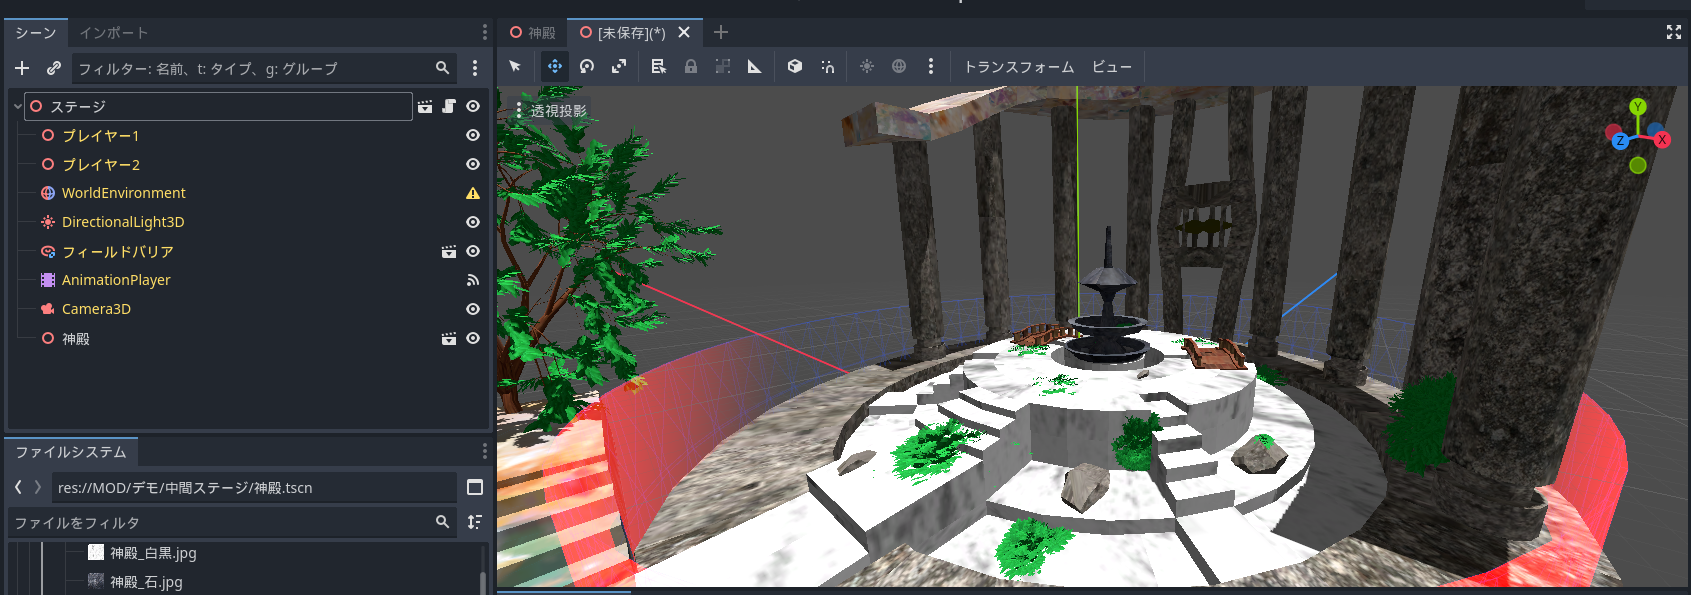 シーン
インポート
神殿
[未保存](*)
フィルター: 名前、t: タイプ、g: グループ
トランスフォーム
ビュー
ステージ
透視投影
プレイヤー1
プレイヤー2
WorldEnvironment
DirectionalLight3D
フィールドバリア
AnimationPlayer
Camera3D
神殿
Y
Z
X
ファイルシステム
res://MOD/デモ/中間ステージ/神殿.tscn
ファイルをフィルタ
神殿_白黒.jpg
神殿_石.jpg